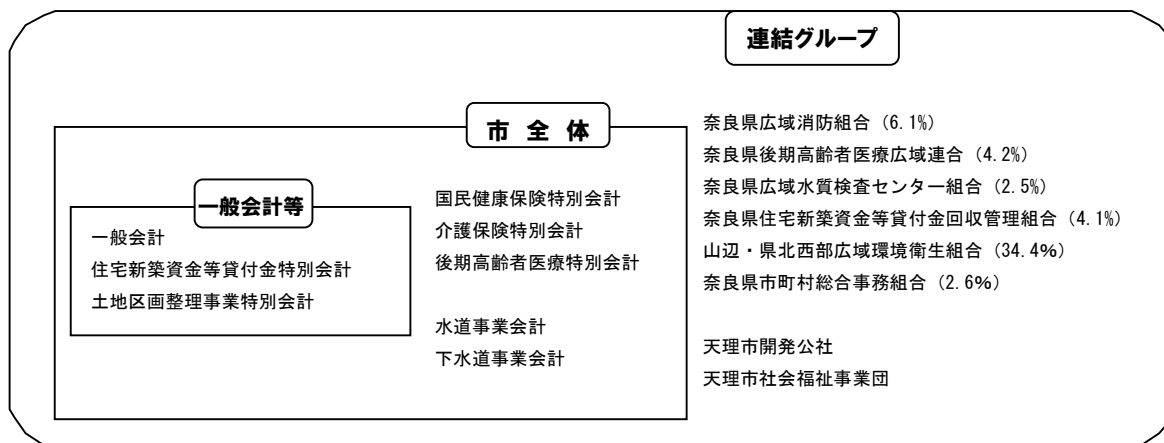 連結グループ
市 全 体
一般会計等
一般会計
住宅新築資金等貸付金特別会計
土地区画整理事業特別会計
国民健康保険特別会計
介護保険特別会計
後期高齢者医療特別会計
水道事業会計
下水道事業会計
奈良県広域消防組合(6.1%)
奈良県後期高齢者医療広域連合(4.2%)
奈良県広域水質検査センター組合(2.5%)
奈良県住宅新築資金等貸付金回収管理組合(4.1%)
山辺・県北西部広域環境衛生組合(34.4%)
奈良県市町村総合事務組合(2.6%)
天理市開発公社
天理市社会福祉事業団